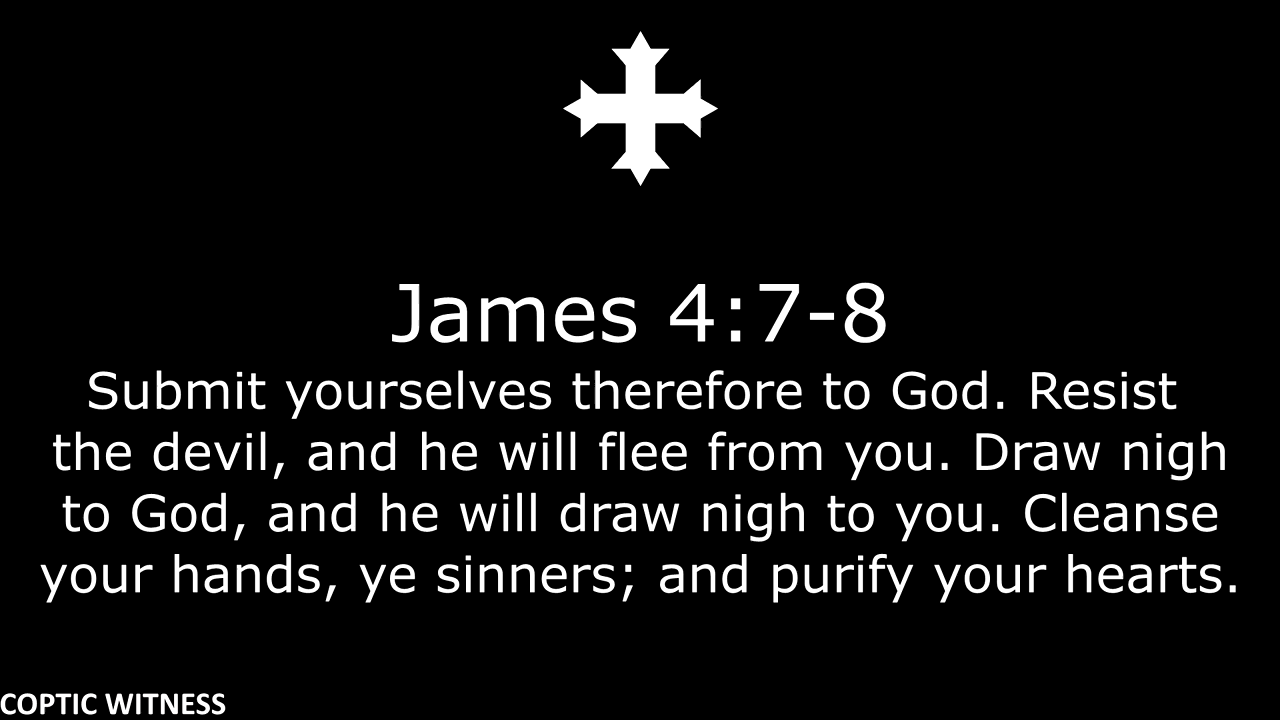 James 4:7-8
Submit yourselves therefore to God. Resist
the devil, and he will flee from you. Draw nigh
to God, and he will draw nigh to you. Cleanse
your hands, ye sinners; and purify your hearts.
COPTIC WITNESS